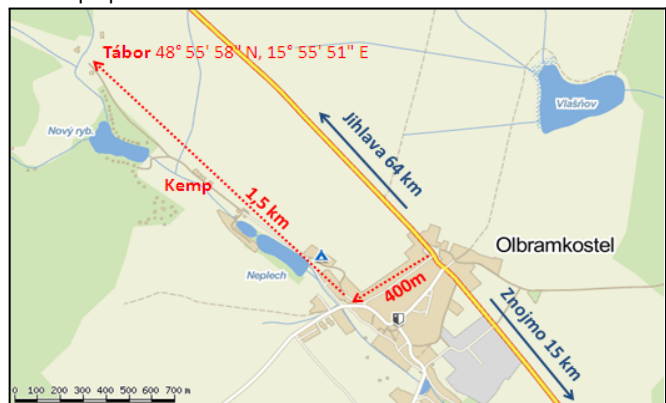 Tábor 48° 55' 58" N, 15° 55' 51" E
Vlašňov
Jihlava 64 km
Nový ryb.
Kemp
1,5 km
Olbramkostel
Neplech
400m
Znojmo 15 km
0 100 200 300 400 500 600 700 m